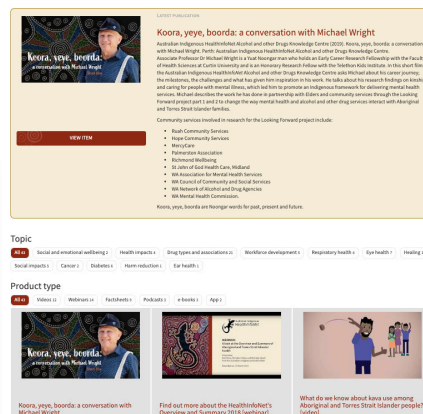 LATEST PUBLICATION
Koora, yeye, boorda: a conversation with Michael Wright
Australian Indigenous HealthInfoNet Alcohol and other Drugs Knowledge Centre (2019). Koora, yeye, boorda: a conversation
with Michael Wright. Perth: Australian Indigenous HealthInfoNet Alcohol and other Drugs Knowledge Centre.
Associate Professor Dr Michael Wright is a Yuat Noongar man who holds an Early Career Research Fellowship with the Facult
of Health Sciences at Curtin University and is an Honorary Research Fellow with the Telethon Kids Institute. In this short film
the Australian Indigenous HealthInfoNet Alcohol and other Drugs Knowledge Centre asks Michael about his career journey,
the milestones, the challenges and what has given him inspiration in his work. He talks about his research findings on kinship
and caring for people with mental illness, which led him to promote an Indigenous framework for delivering mental health
services. Michael describes the work he has done in partnership with Elders and community services through the Looking
Forward project part 1 and 2 to change the way mental health and alcohol and other drug services interact with Aboriginal
and Torres Strait Islander families.
Koora, yeye, boorda:
a conversation with Michael Wright
VIEW ITEM
Community services involved in research for the Looking Forward project include:
• Ruah Community Services
• Hope Community Services
• MercyCare
• Palmerston Association
• Richmond Wellbeing
• St John of God Health Care, Midland
• WA Association for Mental Health Services
• WA Council of Community and Social Services
• WA Network of Alcohol and Drug Agencies
• WA Mental Health Commission.
Koora, yeye, boorda are Noongar words for past, present and future.
Topic
All 43 Social and emotional wellbeing 2 Health impacts 6 Drug types and associations 21 Workforce development 5 Respiratory health 4 Eye health 7 Healing
Social impacts 5 Cancer 2 Diabetes 4 Harm reduction 2 Ear health 2
Product type
All 43 Videos 12 Webinars 14 Factsheets 9 Podcasts 3 e-books 3 App 2
Koora, yeye, boorda:
a conversation with Michael Wright
HealthInfoNet
Koora, yeye, boorda: a conversation with
Michael Wright
Find out more about the HealthInfoNet's
Overview and Summary 2018 [webinar]
What do we know about kava use among
Aboriginal and Torres Strait Islander people?
[video]